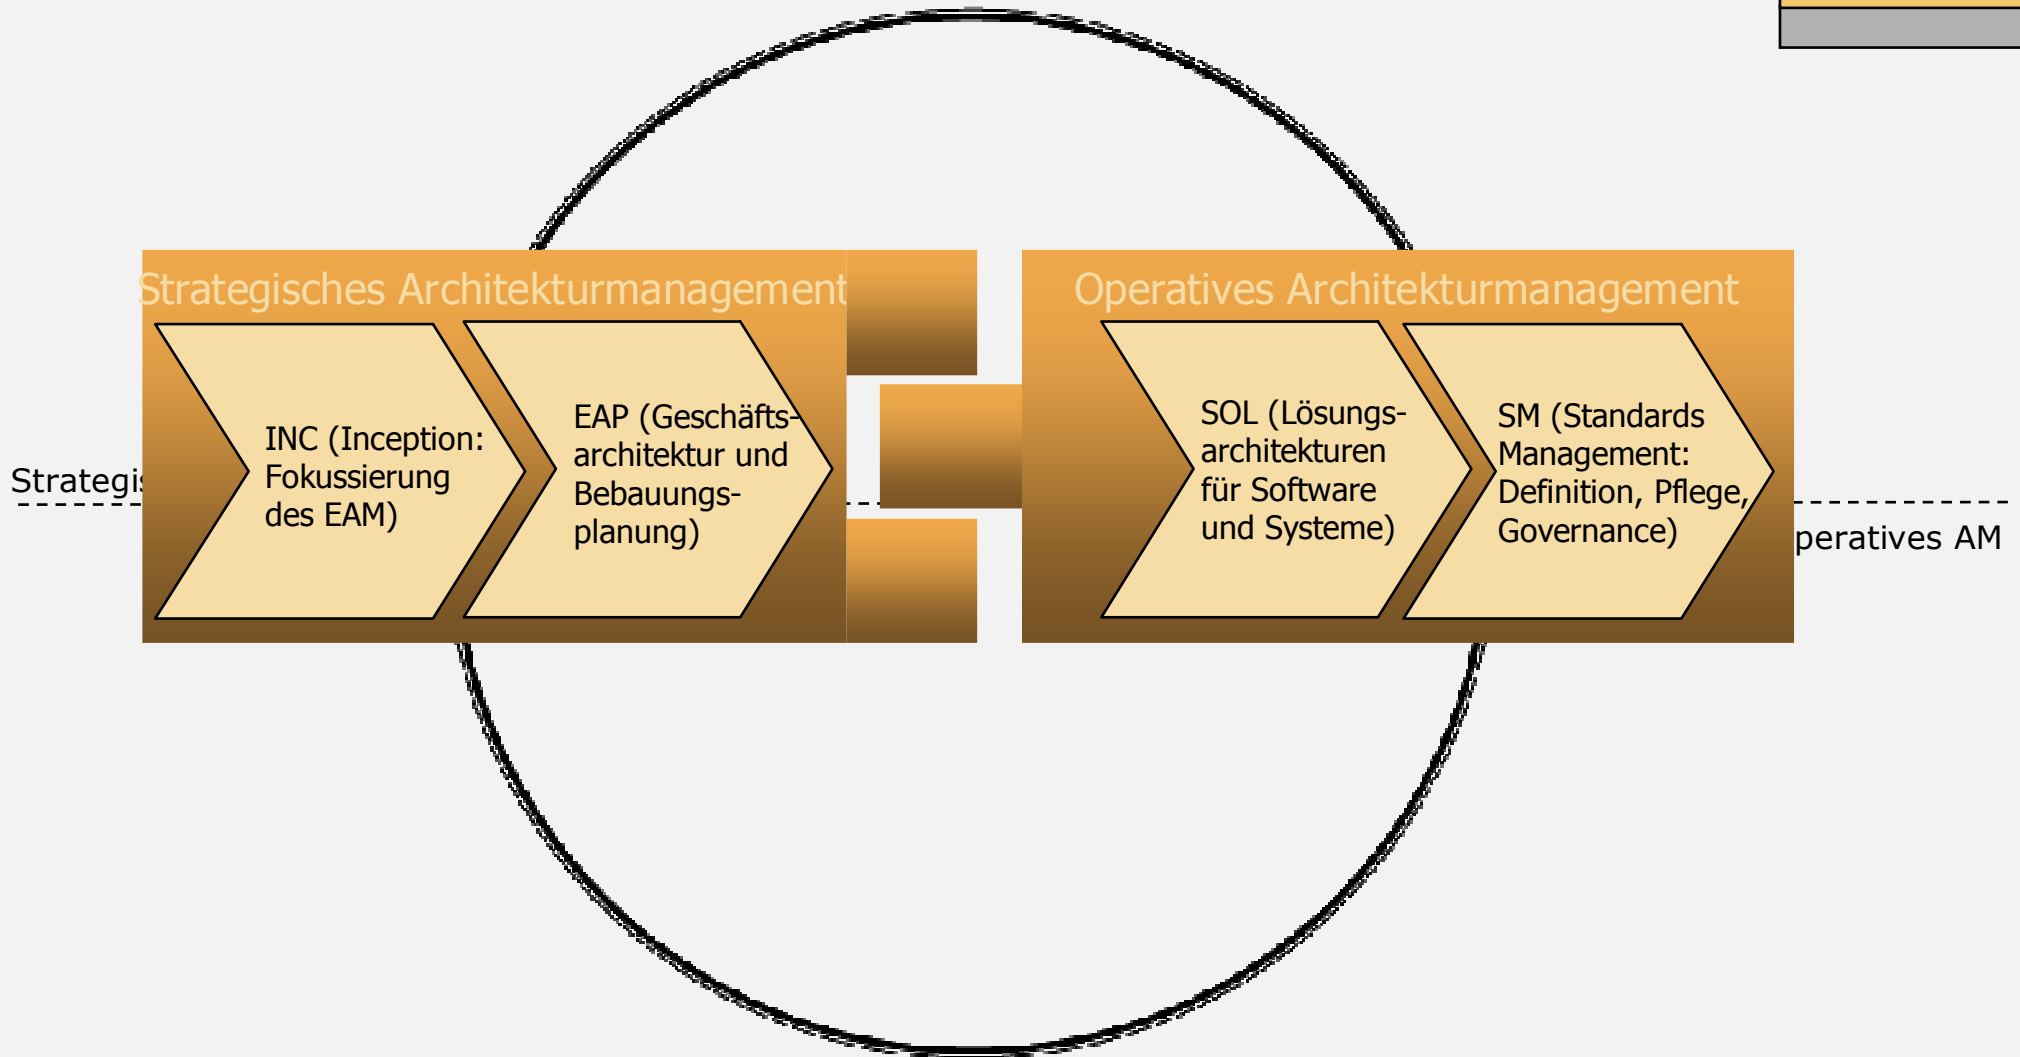 Strategisches Architekturmanagement
INC (Inception:
Fokussierung
des EAM)
EAP (Geschäfts-
architektur und
Bebauungs-
planung)
Operatives Architekturmanagement
SOL (Lösungs-
architekturen
für Software
und Systeme)
SM (Standards
Management:
Definition, Pflege,
Governance)
Strategis
peratives AM